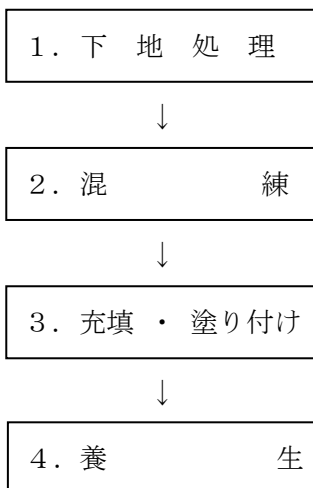 １．下 地 処 理
↓
２．混 練
↓
３．充填 ・ 塗り付け
↓
４．養 生